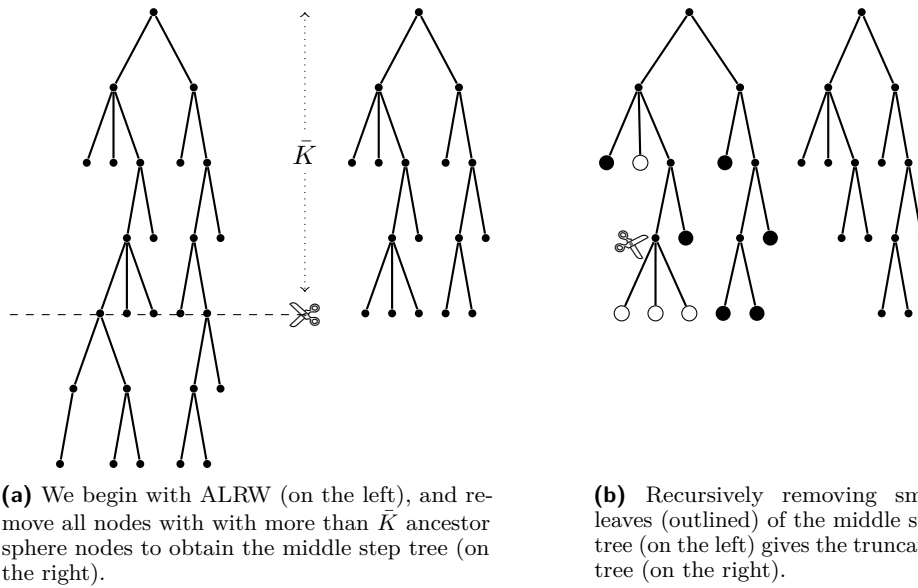 K̄
(a) We begin with ALRW (on the left), and re-
move all nodes with with more than K̄ ancestor
sphere nodes to obtain the middle step tree (on
the right).
(b) Recursively removing
leaves (outlined) of the middle
tree (on the left) gives the
tree (on the right).